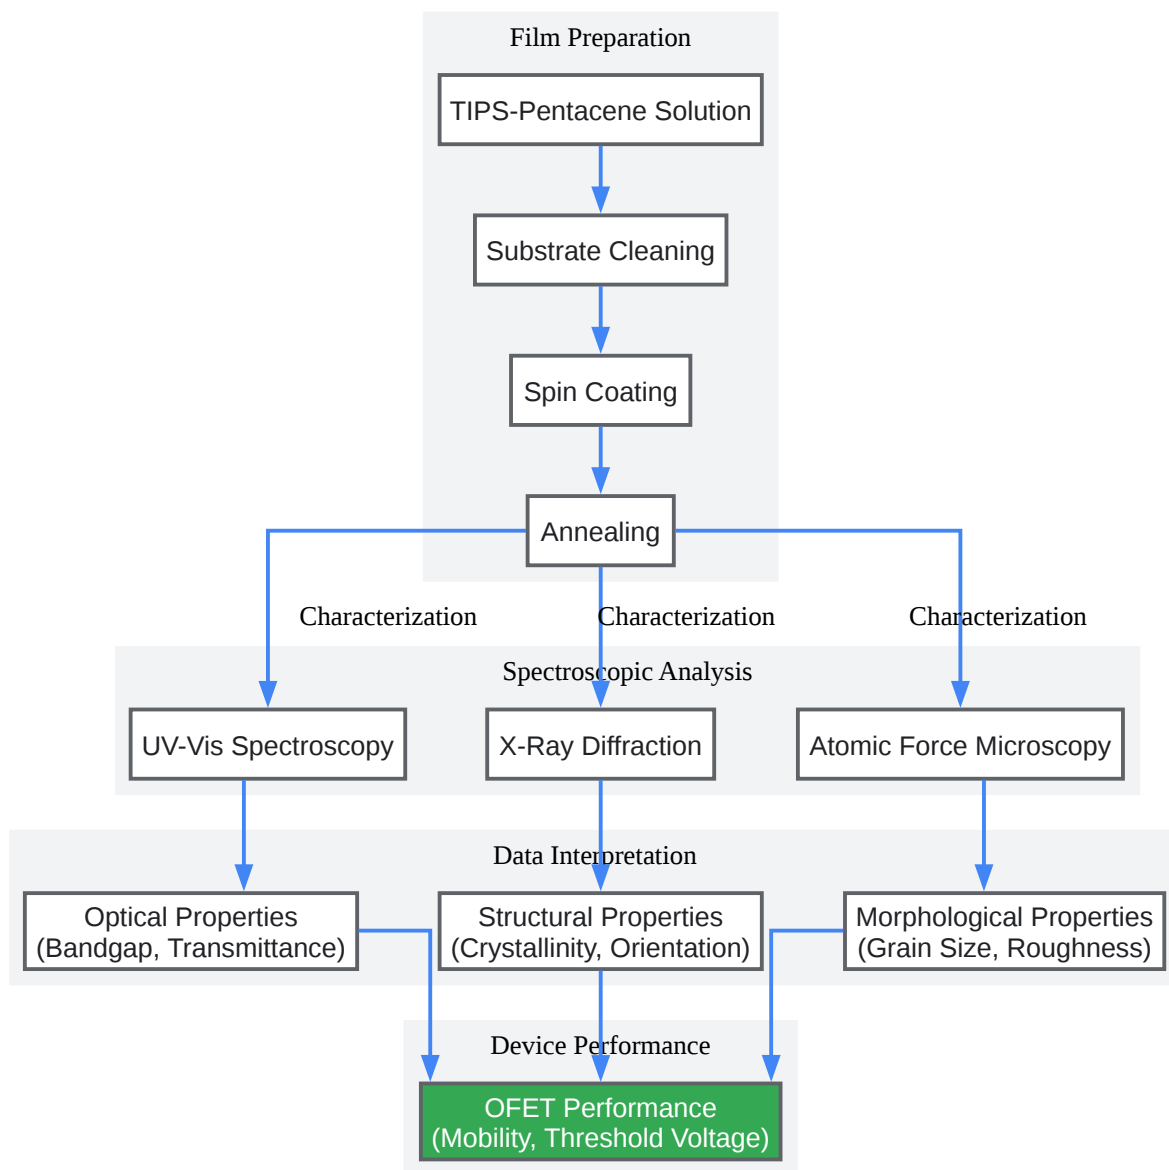 Film Preparation
TIPS-Pentacene Solution
Substrate Cleaning
Spin Coating
Annealing
Characterization
Characterization
Characterization
Spectroscopic Analysis
UV-Vis Spectroscopy
X-Ray Diffraction
Atomic Force Microscopy
Data Interpretation
Optical Properties
(Bandgap, Transmittance)
Structural Properties
(Crystallinity, Orientation)
Morphological Properties
(Grain Size, Roughness)
Device Performance
OFET Performance
(Mobility, Threshold Voltage)